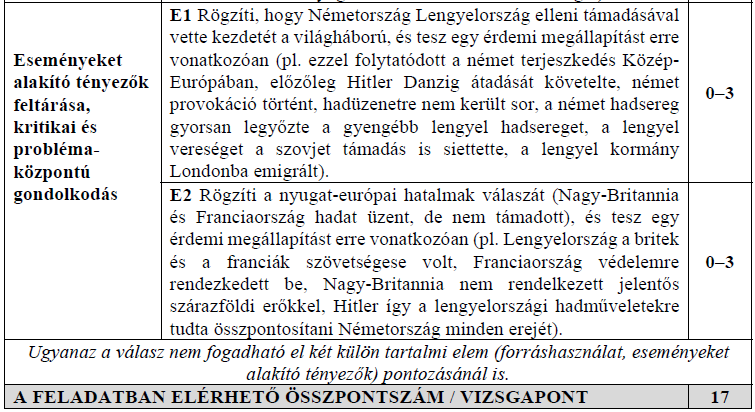 Eseményeket
alakító tényezők
feltárása,
kritikai és
probléma-
központú
gondolkodás
E1 Rögzíti, hogy Németország Lengyelország elleni támadásával
vette kezdetét a világháború, és tesz egy érdemi megállapítást erre
vonatkozóan (pl. ezzel folytatódott a német terjeszkedés Közép-
Európában, előzőleg Hitler Danzig átadását követelte, német
provokáció történt, hadüzenetre nem került sor, a német hadsereg
gyorsan legyőzte a gyengébb lengyel hadsereget, a lengyel
vereséget a szovjet támadás is siettette, a lengyel kormány
Londonba emigrált).
0–3
E2 Rögzíti a nyugat-európai hatalmak válaszát (Nagy-Britannia
és Franciaország hadat üzent, de nem támadott), és tesz egy
érdemi megállapítást erre vonatkozóan (pl. Lengyelország a britek
és a franciák szövetségese volt, Franciaország védelemre
rendezkedett be, Nagy-Britannia nem rendelkezett jelentős
szárazföldi erőkkel, Hitler így a lengyelországi hadműveletekre
tudta összpontosítani Németország minden erejét).
0–3
Ugyanaz a válasz nem fogadható el két külön tartalmi elem (forráshasználat, eseményeket
alakító tényezők) pontozásánál is.
A FELADATBAN ELÉRHETŐ ÖSSZPONTSZÁM / VIZSGAPONT
17